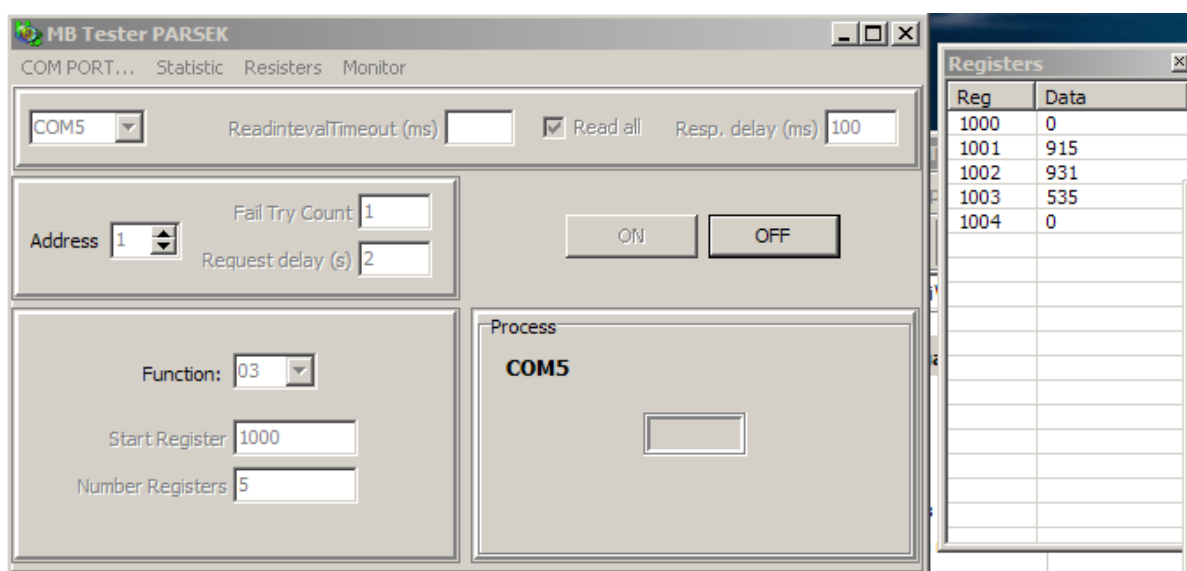 MB Tester PARSEK
COM PORT... Statistic Resisters Monitor
COM5 ReadintevalTimeout (ms) Read all Resp. delay (ms) 100
Fail Try Count 1
Address 1
Request delay (s) 2
ON OFF
Function: 03
Start Register 1000
Number Registers 5
Process
COM5
Registers
Reg Data
1000 0
1001 915
1002 931
1003 535
1004 0